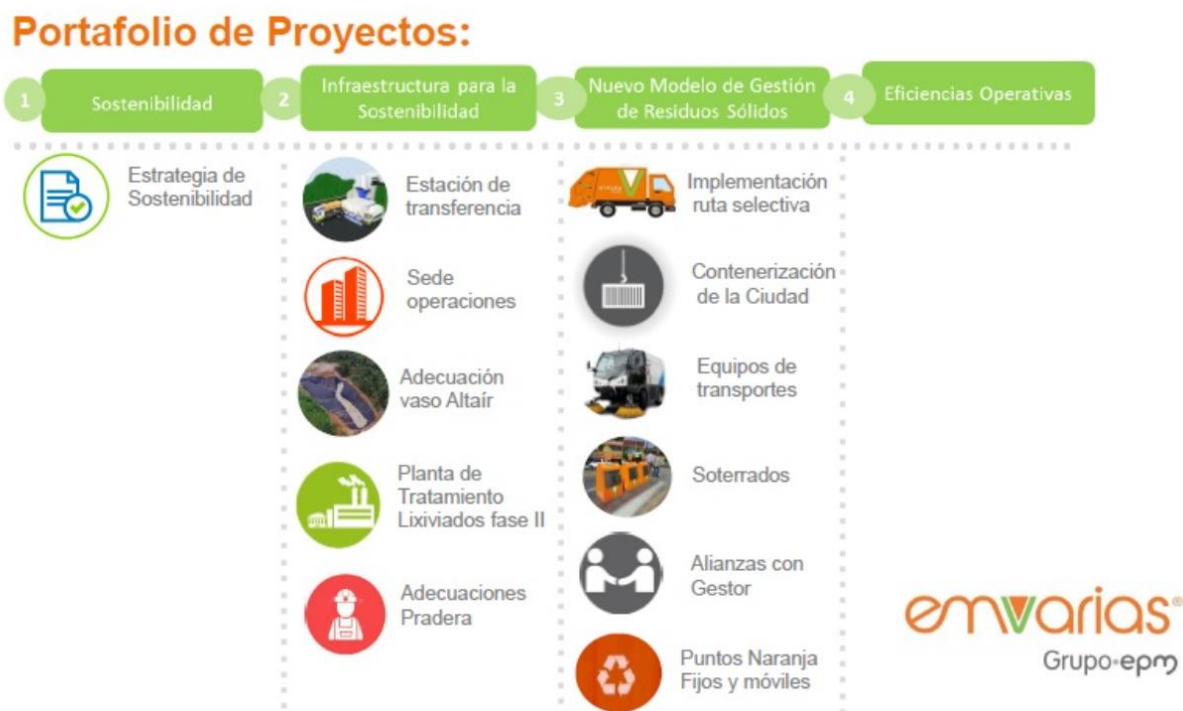 Portafolio de Proyectos:
1
Sostenibilidad
2
Infraestructura para la
Sostenibilidad
3
Nuevo Modelo de Gestión
de Residuos Sólidos
4
Eficiencias Operativas
Estrategia de
Sostenibilidad
Estación de
transferencia
Sede
operaciones
Adecuación
vaso Altaír
Planta de
Tratamiento
Lixiviados fase II
Adecuaciones
Pradera
Implementación
ruta selectiva
Contenerización
de la Ciudad
Equipos de
transportes
Soterrados
Alianzas con
Gestor
Puntos Naranja
Fijos y móviles
emvarias®
Grupo·epm